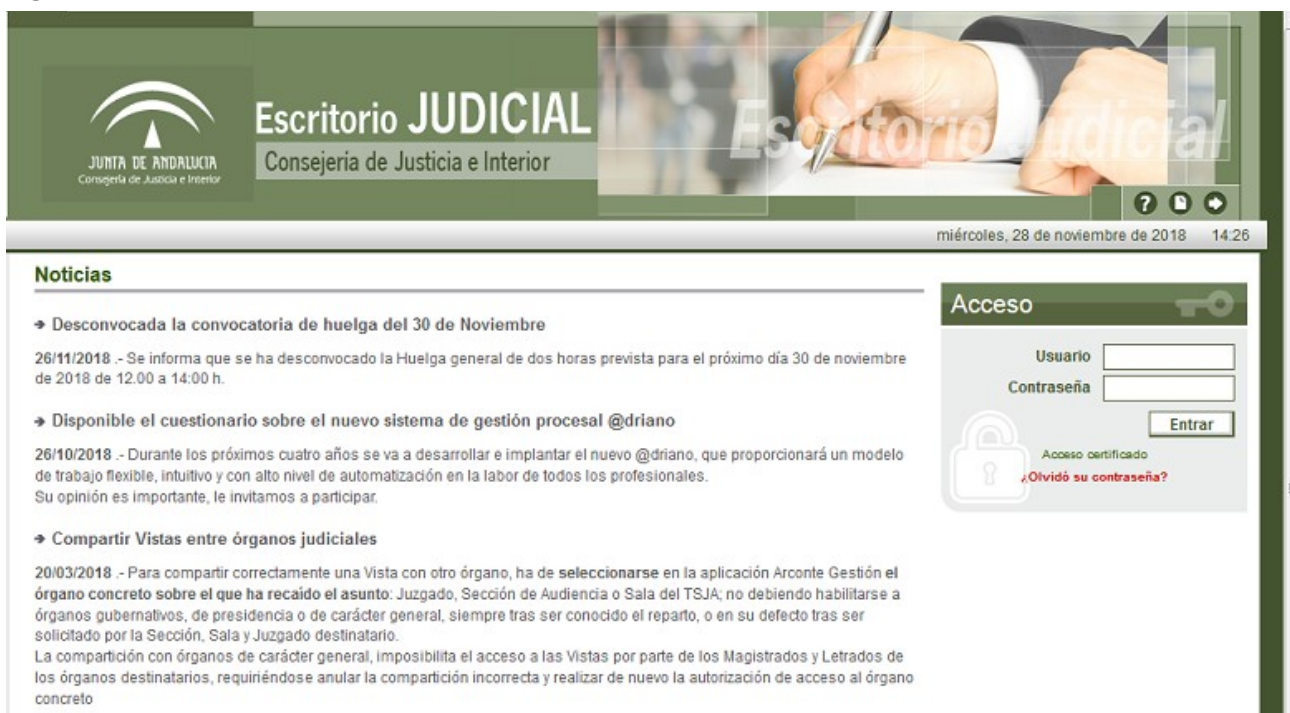 JUNTA DE ANDALUCIA
Consejería de Justicia e Interior
Escritorio JUDICIAL
Consejería de Justicia e Interior
Escritorio Judicial
miércoles, 28 de noviembre de 2018 14:26
Noticias
Desconvocada la convocatoria de huelga del 30 de Noviembre
26/11/2018 .- Se informa que se ha desconvocado la Huelga general de dos horas prevista para el próximo día 30 de noviembre
de 2018 de 12.00 a 14:00 h.
Disponible el cuestionario sobre el nuevo sistema de gestión procesal @driano
26/10/2018 .- Durante los próximos cuatro años se va a desarrollar e implantar el nuevo @driano, que proporcionará un modelo
de trabajo flexible, intuitivo y con alto nivel de automatización en la labor de todos los profesionales.
Su opinión es importante, le invitamos a participar.
Compartir Vistas entre órganos judiciales
20/03/2018 .- Para compartir correctamente una Vista con otro órgano, ha de seleccionarse en la aplicación Arconte Gestión el
órgano concreto sobre el que ha recaído el asunto: Juzgado, Sección de Audiencia o Sala del TSJA; no debiendo habilitarse a
órganos gubernativos, de presidencia o de carácter general, siempre tras ser conocido el reparto, o en su defecto tras ser
solicitado por la Sección, Sala y Juzgado destinatario.
La compartición con órganos de carácter general, imposibilita el acceso a las Vistas por parte de los Magistrados y Letrados de
los órganos destinatarios, requiriéndose anular la compartición incorrecta y realizar de nuevo la autorización de acceso al órgano
concreto
Acceso
Usuario
Contraseña
Entrar
Acceso certificado
¿Olvidó su contraseña?